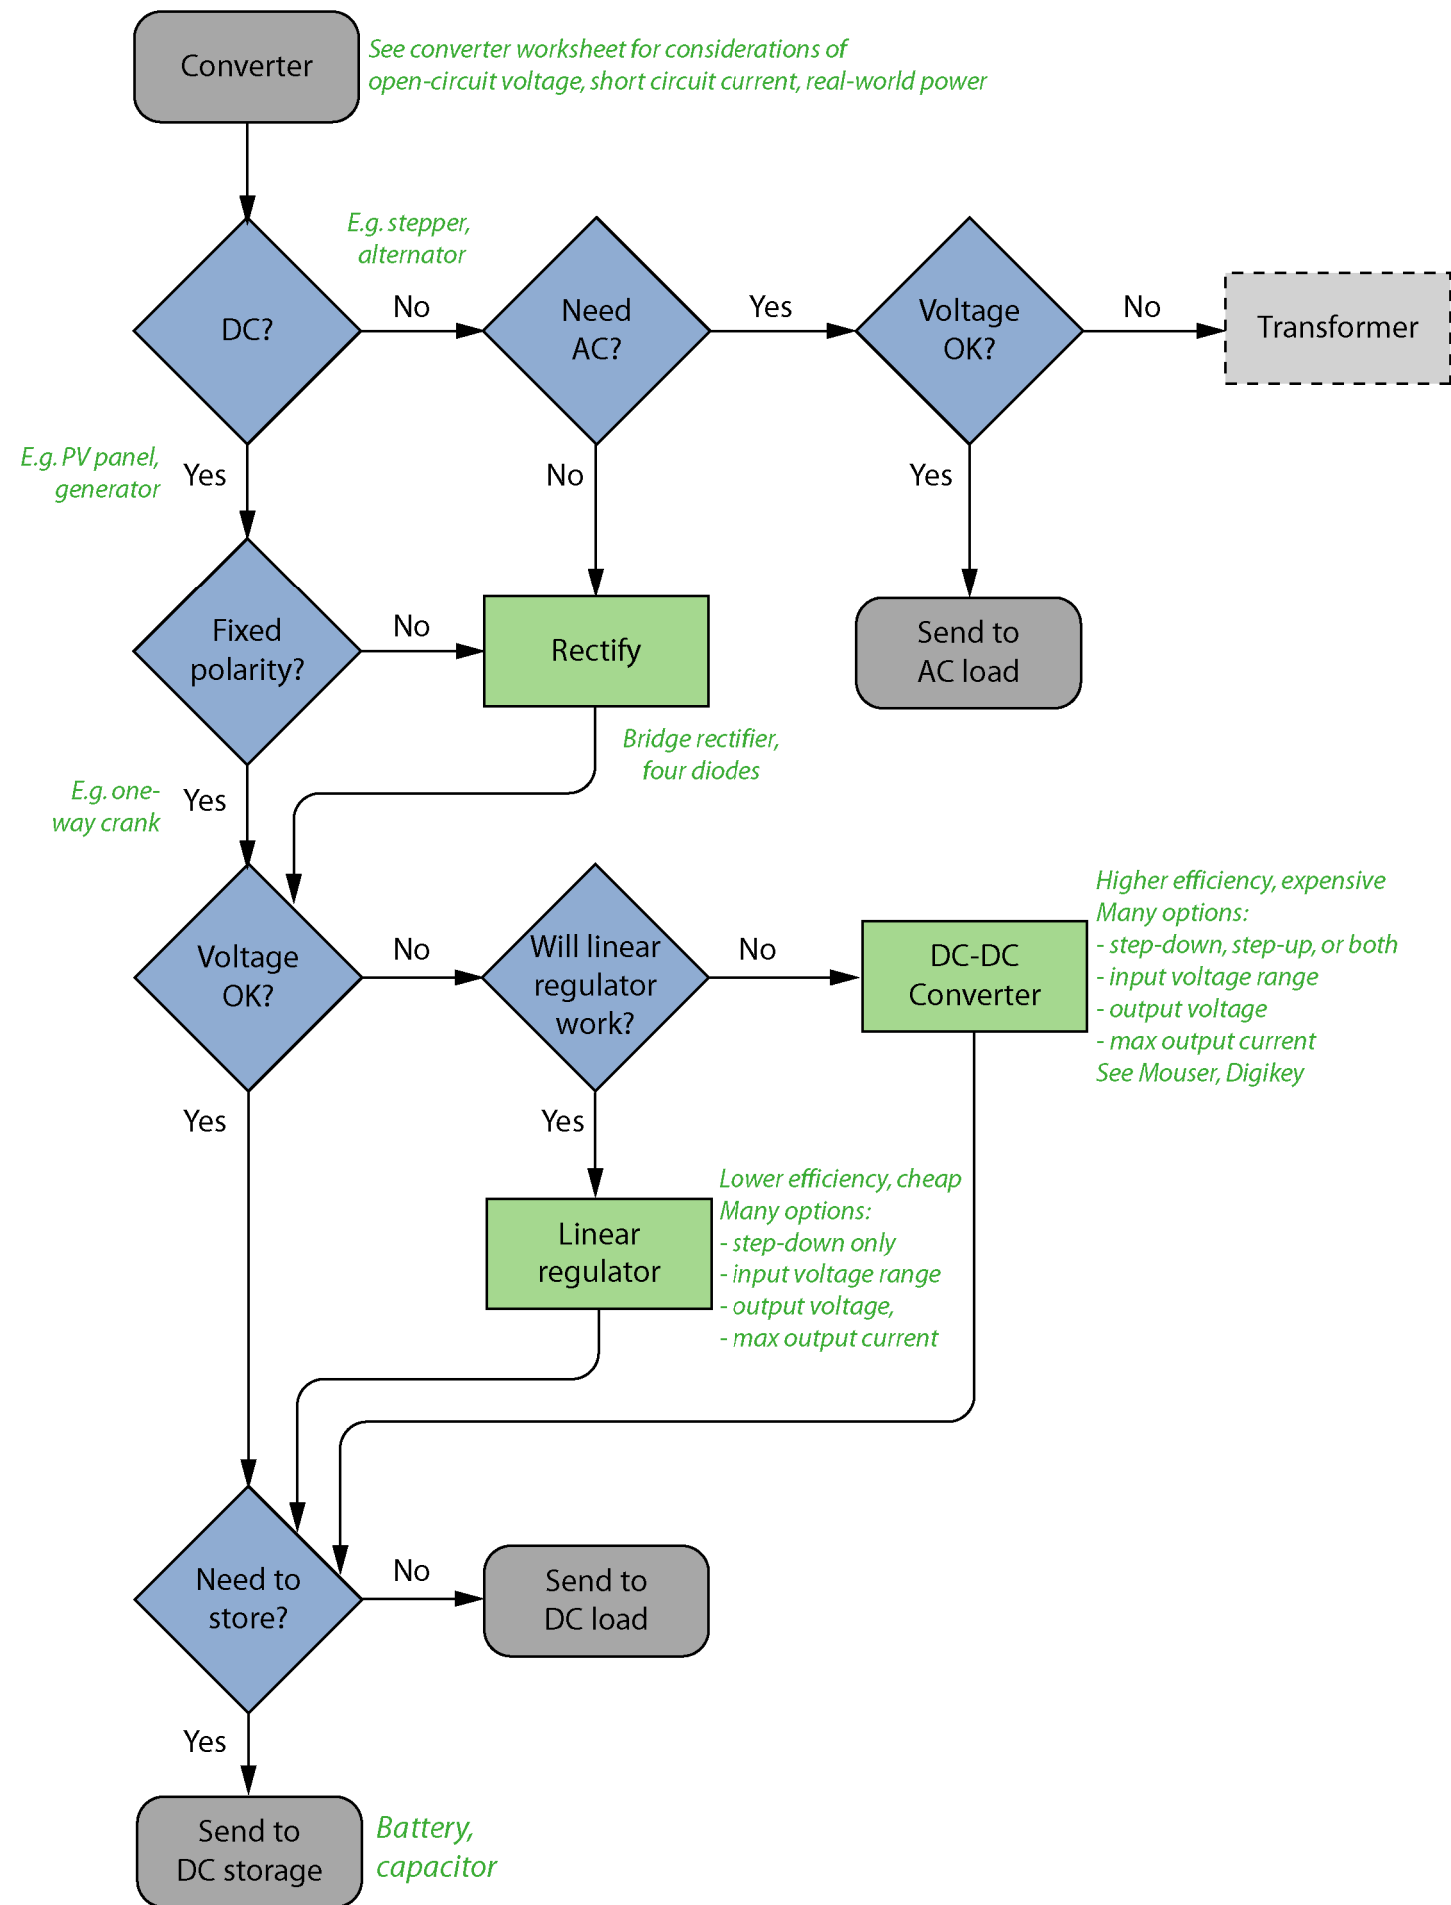 Converter
See converter worksheet for considerations of
open-circuit voltage, short circuit current, real-world power
E.g. stepper,
alternator
DC?
No
Need
AC?
Yes
Voltage
OK?
No
Transformer
E.g. PV panel,
generator
Yes
No
Yes
Fixed
polarity?
No
Rectify
Send to
AC load
Bridge rectifier,
four diodes
E.g. one-
way crank
Yes
Voltage
OK?
No
Will linear
regulator
work?
No
DC-DC
Converter
Higher efficiency, expensive
Many options:
- step-down, step-up, or both
- input voltage range
- output voltage
- max output current
See Mouser, Digikey
Yes
Yes
Linear
regulator
Lower efficiency, cheap
Many options:
- step-down only
- input voltage range
- output voltage,
- max output current
Need to
store?
No
Send to
DC load
Yes
Send to
DC storage
Battery,
capacitor